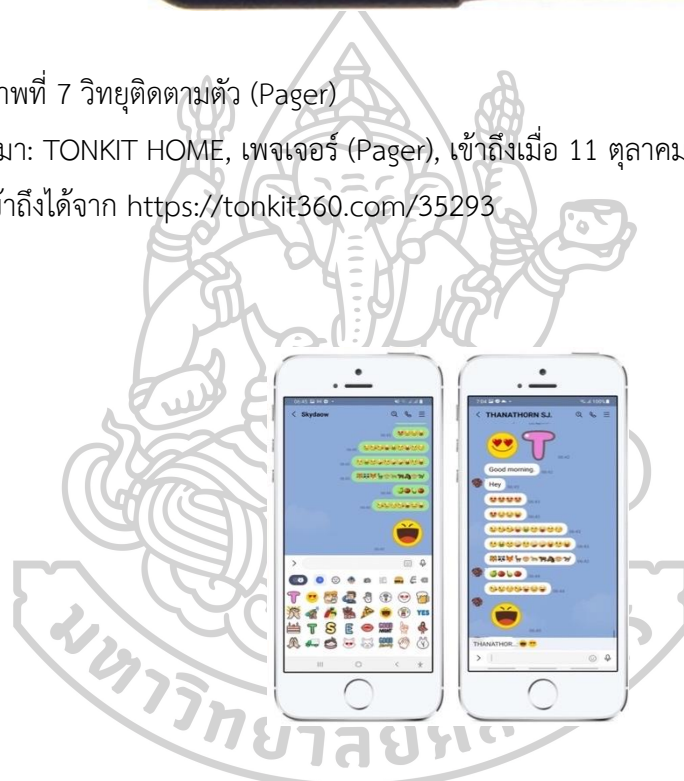 าพที่ 7 วิทยุติดตามตัว (Pager)
มา: TONKIT HOME, เพจเจอร์ (Pager), เข้าถึงเมื่อ 11 ตุลาคม
ข้าถึงได้จาก https://tonkit360.com/35293
Skydaow
THANATHORN SJ.
Good morning.
Hey
YES
T S E
THANATHOR...
มหาวิทยาลัยศิ